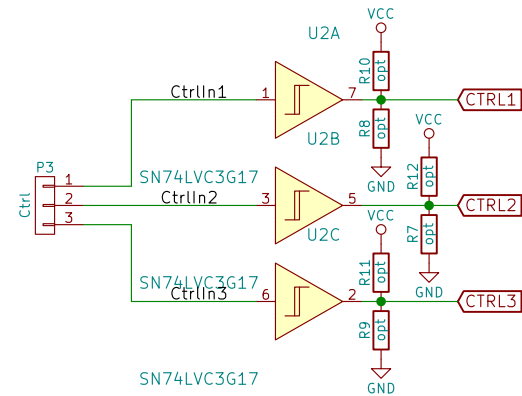 VCC
U2A
R10
opt
CtrlIn1
1
7
CTRL1
R8
opt
U2B
VCC
GND
P3
SN74LVC3G17
R12
opt
Ctrl
1
2
3
CtrlIn2
3
5
CTRL2
VCC
U2C
R7
opt
R11
opt
SN74LVC3G17
GND
CtrlIn3
6
2
CTRL3
R9
opt
SN74LVC3G17
GND